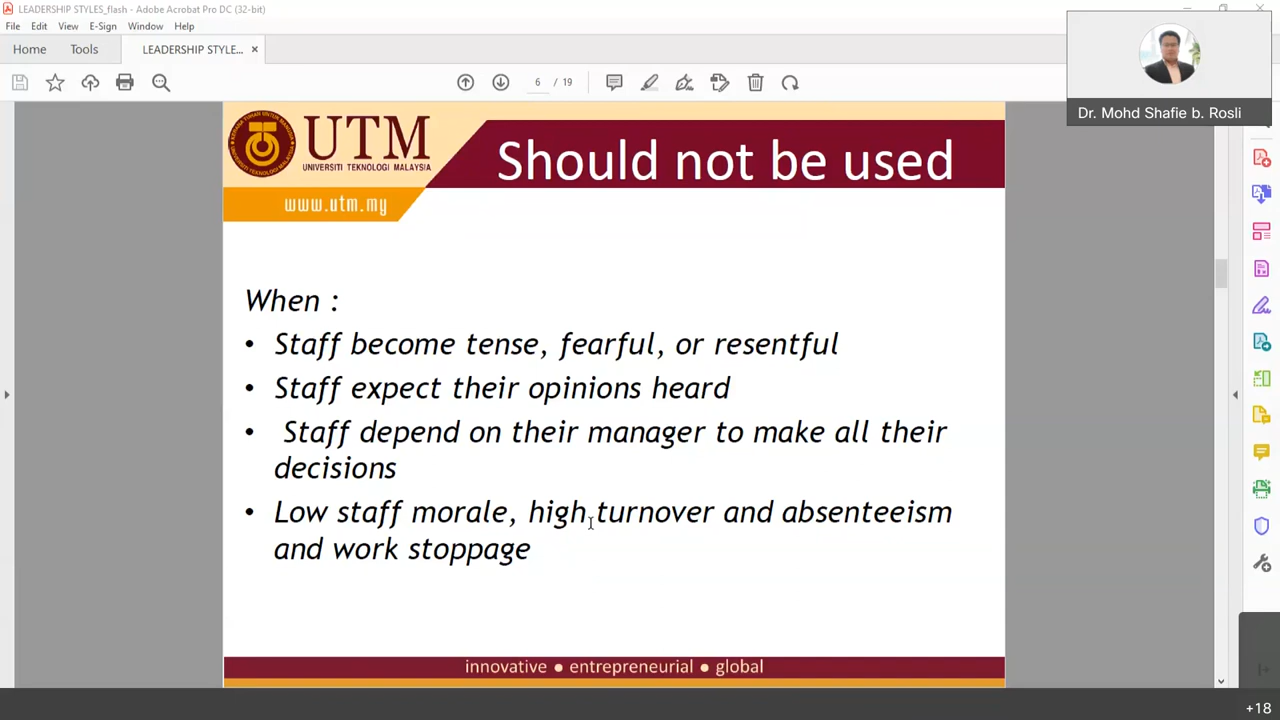 LEADERSHIP STYLES_flash - Adobe Acrobat Pro DC (32-bit)
File Edit View E-Sign Window Help
Home Tools LEADERSHIP STYLE... ×
6 / 19
Dr. Mohd Shafie b. Rosli
UTM
UNIVERSITI TEKNOLOGI MALAYSIA
www.utm.my
Should not be used
When :
• Staff become tense, fearful, or resentful
• Staff expect their opinions heard
• Staff depend on their manager to make all their
decisions
• Low staff morale, high turnover and absenteeism
and work stoppage
innovative ● entrepreneurial ● global
+18